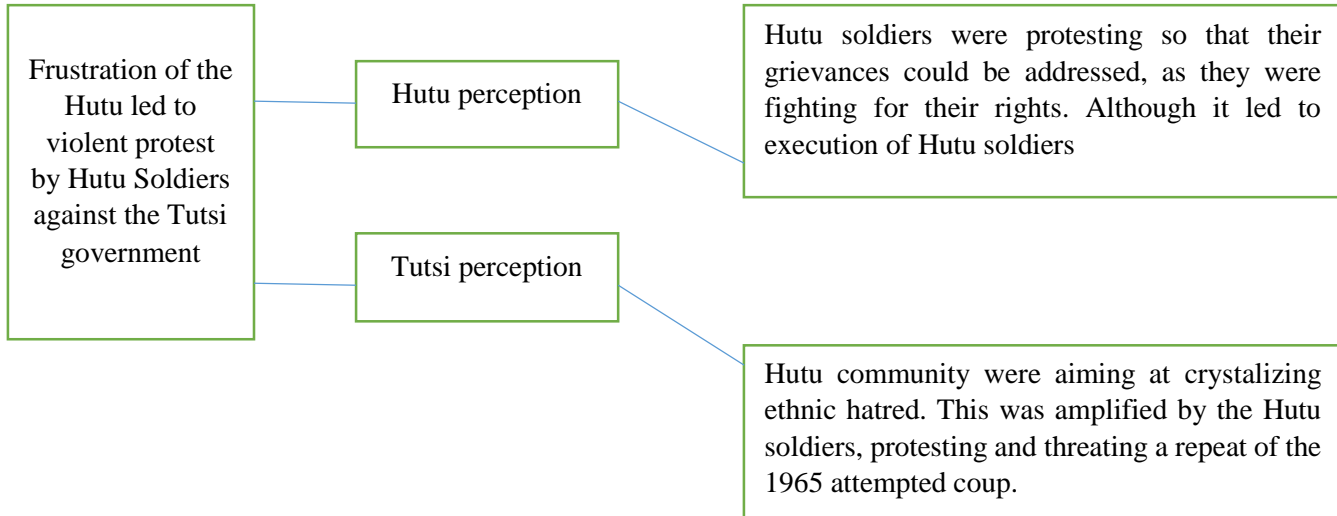 Frustration of the
Hutu led to
violent protest
by Hutu Soldiers
against the Tutsi
government
Hutu perception
Hutu soldiers were protesting so that their
grievances could be addressed, as they were
fighting for their rights. Although it led to
execution of Hutu soldiers
Tutsi perception
Hutu community were aiming at crystalizing
ethnic hatred. This was amplified by the Hutu
soldiers, protesting and threating a repeat of the
1965 attempted coup.